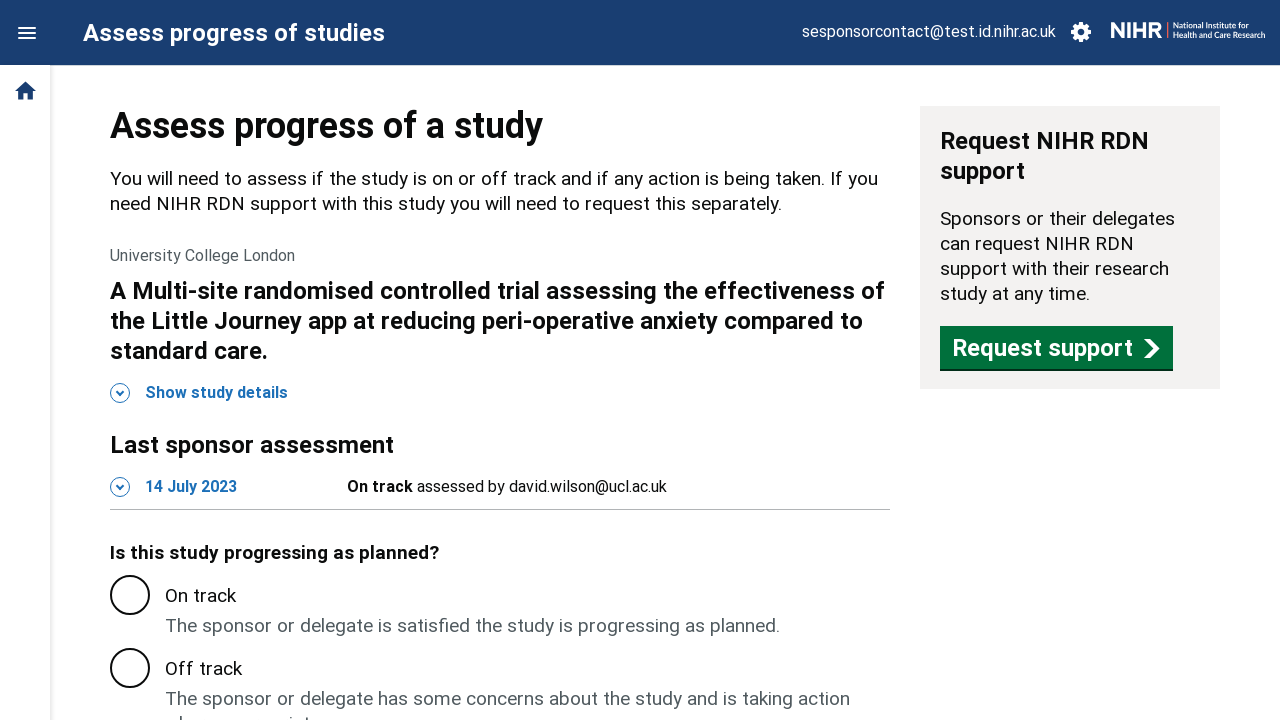 Assess progress of studies
sesponsorcontact@test.id.nihr.ac.uk
NIHR | National Institute for
Health and Care Research
Assess progress of a study
You will need to assess if the study is on or off track and if any action is being taken. If you
need NIHR RDN support with this study you will need to request this separately.
University College London
A Multi-site randomised controlled trial assessing the effectiveness of
the Little Journey app at reducing peri-operative anxiety compared to
standard care.
Show study details
Last sponsor assessment
14 July 2023 On track assessed by david.wilson@ucl.ac.uk
Is this study progressing as planned?
On track
The sponsor or delegate is satisfied the study is progressing as planned.
Off track
The sponsor or delegate has some concerns about the study and is taking action
Request NIHR RDN
support
Sponsors or their delegates
can request NIHR RDN
support with their research
study at any time.
Request support